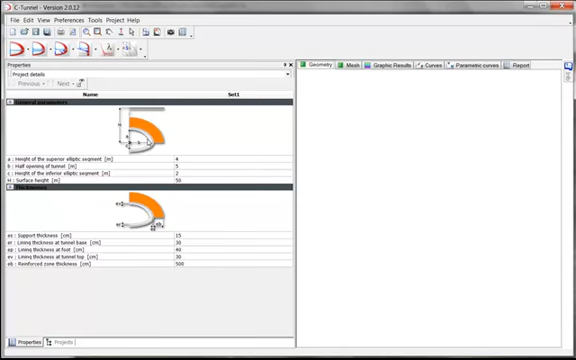 C-Tunnel - Version 2.0.12
File Edit View Preferences Tools Project Help
Properties
Project details
Previous Next
Name Set1
General parameters
a : Height of the superior elliptic segment [m] 4
b : Half opening of tunnel [m] 5
c : Height of the inferior elliptic segment [m] 2
H : Surface height [m] 50
Thicknesses
es : Support thickness [cm] 15
er : Lining thickness at tunnel base [cm] 30
ep : Lining thickness at foot [cm] 40
ev : Lining thickness at tunnel top [cm] 30
eb : Reinforced zone thickness [cm] 500
Properties Projects
Geometry Mesh Graphic Results Curves Parametric curves Report